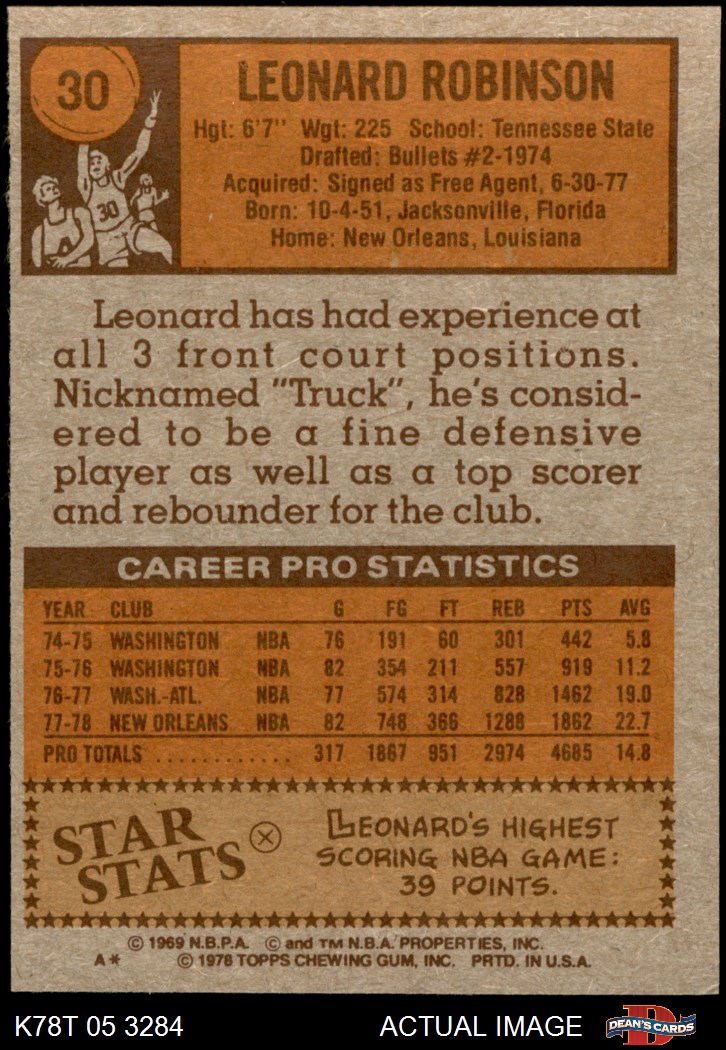 30
LEONARD ROBINSON
Hgt: 6'7" Wgt: 225 School: Tennessee State
Drafted: Bullets #2-1974
Acquired: Signed as Free Agent, 6-30-77
Born: 10-4-51, Jacksonville, Florida
Home: New Orleans, Louisiana
30
Leonard has had experience at
all 3 front court positions.
Nicknamed "Truck", he's consid-
ered to be a fine defensive
player as well as a top scorer
and rebounder for the club.
CAREER PRO STATISTICS
YEAR CLUB G FG FT REB PTS AVG
74-75 WASHINGTON NBA 76 191 60 301 442 5.8
75-76 WASHINGTON NBA 82 354 211 557 919 11.2
76-77 WASH.-ATL. NBA 77 574 314 828 1462 19.0
77-78 NEW ORLEANS NBA 82 748 366 1288 1862 22.7
PRO TOTALS . . . . . . . . . . . . 317 1867 951 2974 4685 14.8
STAR
STATS
LEONARD'S HIGHEST
SCORING NBA GAME:
39 POINTS.
© 1969 N.B.P.A. © and TM N.B.A. PROPERTIES, INC.
A* © 1978 TOPPS CHEWING GUM, INC. PRTD. IN U.S.A.
K78T 05 3284 ACTUAL IMAGE D DEAN'S CARDS